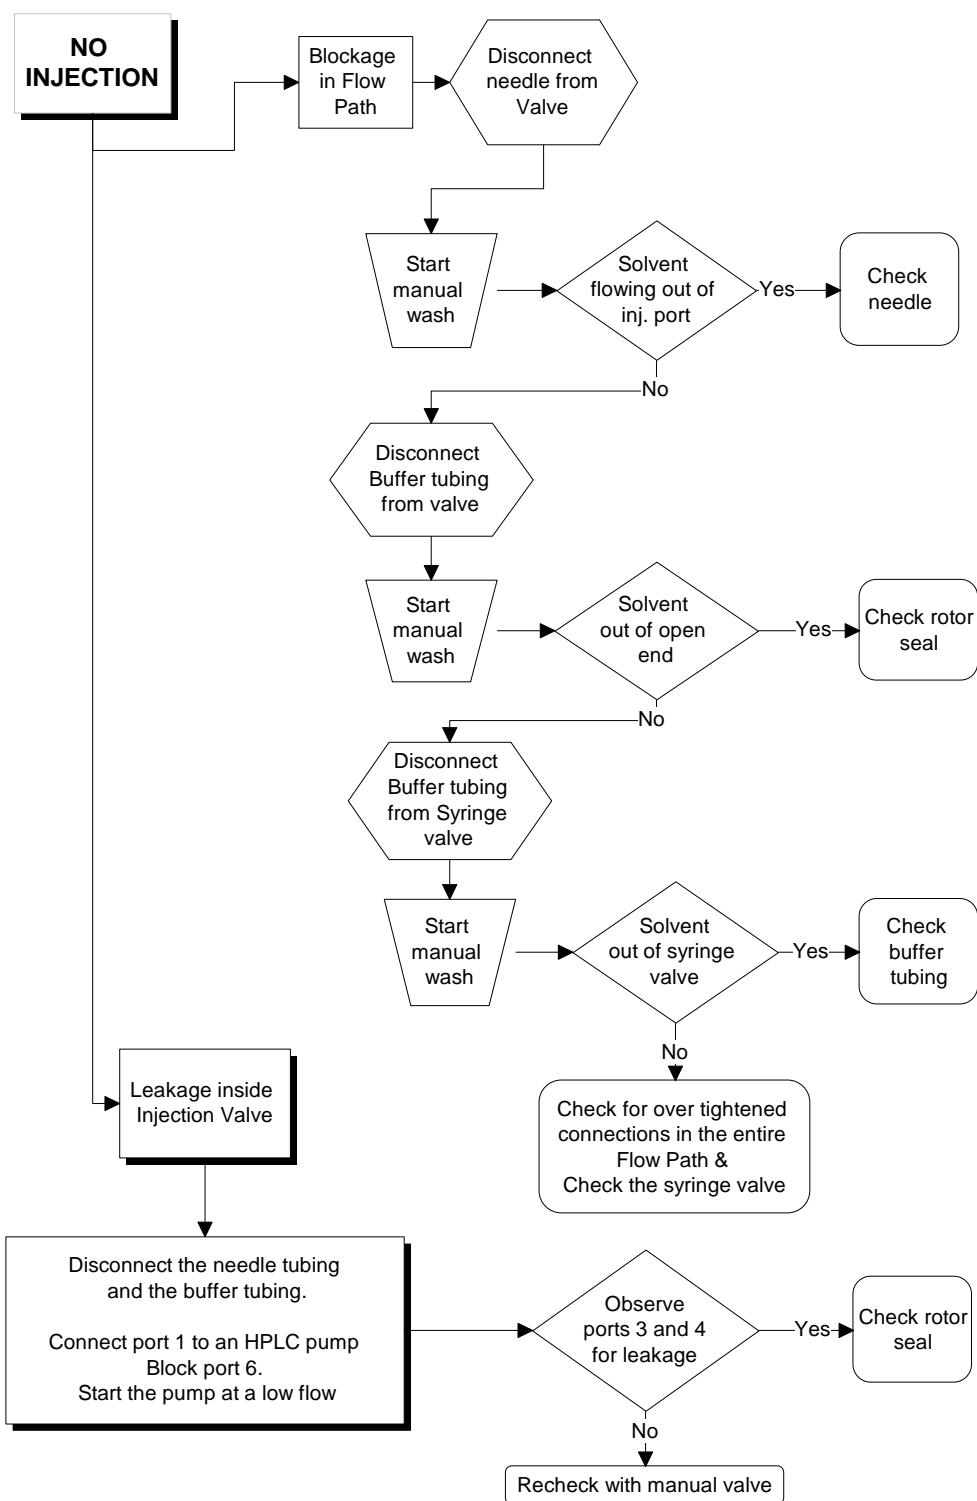 NO
INJECTION
Blockage
in Flow
Path
Disconnect
needle from
Valve
Start
manual
wash
Solvent
flowing out of
inj. port
Yes
Check
needle
No
Disconnect
Buffer tubing
from valve
Start
manual
wash
Solvent
out of open
end
Yes
Check rotor
seal
No
Disconnect
Buffer tubing
from Syringe
valve
Start
manual
wash
Solvent
out of syringe
valve
Yes
Check
buffer
tubing
No
Check for over tightened
connections in the entire
Flow Path &
Check the syringe valve
Leakage inside
Injection Valve
Disconnect the needle tubing
and the buffer tubing.
Connect port 1 to an HPLC pump
Block port 6.
Start the pump at a low flow
Observe
ports 3 and 4
for leakage
Yes
Check rotor
seal
No
Recheck with manual valve